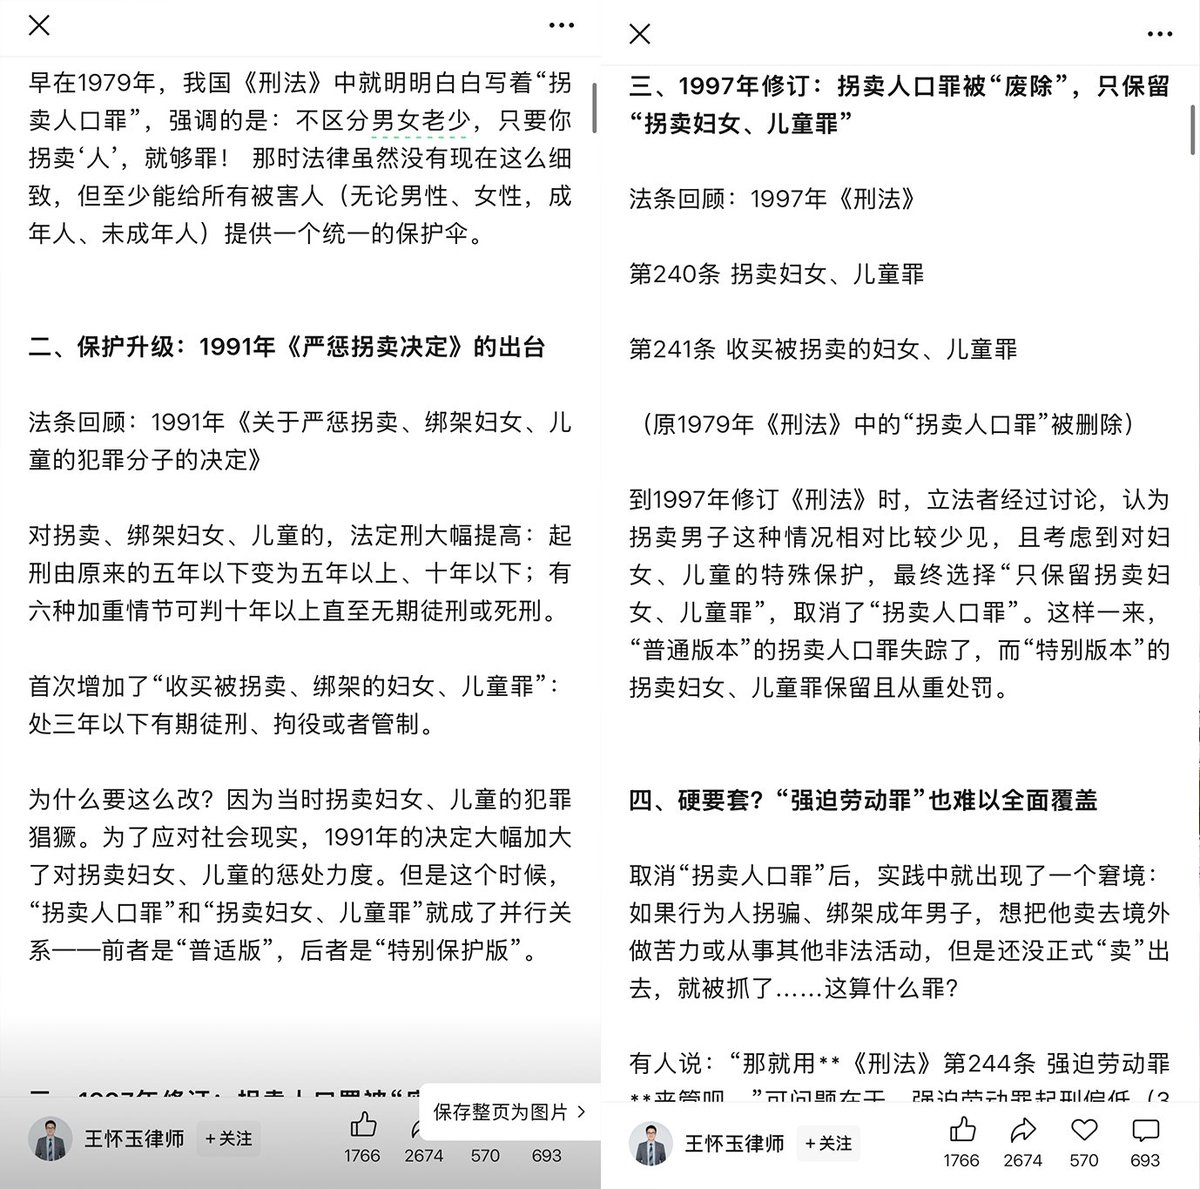 早在1979年，我国《刑法》中就明明白白写着“拐
卖人口罪”，强调的是：不区分男女老少，只要你
拐卖‘人’，就够罪！ 那时法律虽然没有现在这么细
致，但至少能给所有被害人（无论男性、女性，成
年人、未成年人）提供一个统一的保护伞。
二、保护升级：1991年《严惩拐卖决定》的出台
法条回顾：1991年《关于严惩拐卖、绑架妇女、儿
童的犯罪分子的决定》
对拐卖、绑架妇女、儿童的，法定刑大幅提高：起
刑由原来的五年以下变为五年以上、十年以下；有
六种加重情节可判十年以上直至无期徒刑或死刑。
首次增加了“收买被拐卖、绑架的妇女、儿童罪”：
处三年以下有期徒刑、拘役或者管制。
为什么要这么改？因为当时拐卖妇女、儿童的犯罪
猖獗。为了应对社会现实，1991年的决定大幅加大
了对拐卖妇女、儿童的惩处力度。但是这个时候，
“拐卖人口罪”和“拐卖妇女、儿童罪”就成了并行关
系——前者是“普适版”，后者是“特别保护版”。
三、1997年修订：拐卖人口罪被“废
保存整页为图片 >
王怀玉律师 +关注
1766 2674 570 693
三、1997年修订：拐卖人口罪被“废除”，只保留
“拐卖妇女、儿童罪”
法条回顾：1997年《刑法》
第240条 拐卖妇女、儿童罪
第241条 收买被拐卖的妇女、儿童罪
（原1979年《刑法》中的“拐卖人口罪”被删除）
到1997年修订《刑法》时，立法者经过讨论，认为
拐卖男子这种情况相对比较少见，且考虑到对妇
女、儿童的特殊保护，最终选择“只保留拐卖妇
女、儿童罪”，取消了“拐卖人口罪”。这样一来，
“普通版本”的拐卖人口罪失踪了，而“特别版本”的
拐卖妇女、儿童罪保留且从重处罚。
四、硬要套？“强迫劳动罪”也难以全面覆盖
取消“拐卖人口罪”后，实践中就出现了一个窘境：
如果行为人拐骗、绑架成年男子，想把他卖去境外
做苦力或从事其他非法活动，但是还没正式“卖”出
去，就被抓了……这算什么罪？
有人说：“那就用**《刑法》第244条 强迫劳动罪
**来管吧。”可问题在于，强迫劳动罪起刑偏低（3
王怀玉律师 +关注
1766 2674 570 693